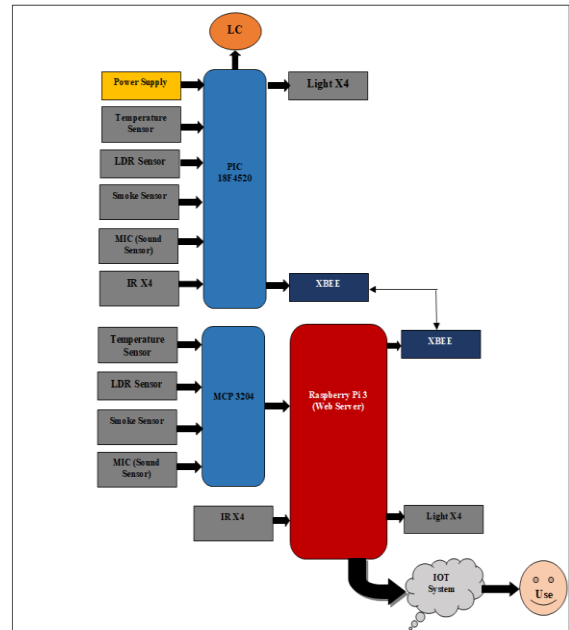 LC
Power Supply
Light X4
Temperature
Sensor
LDR Sensor
PIC
18F4520
Smoke Sensor
MIC (Sound
Sensor)
IR X4
XBEE
XBEE
Temperature
Sensor
LDR Sensor
MCP 3204
Raspberry Pi 3
(Web Server)
Smoke Sensor
MIC (Sound
Sensor)
IR X4
Light X4
IOT
System
Use